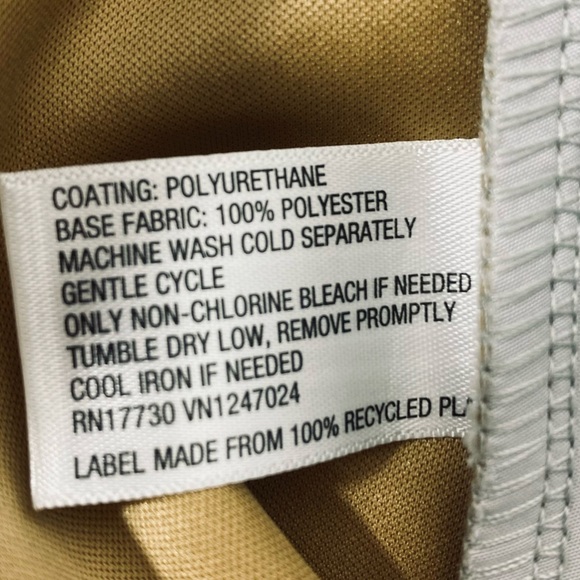 COATING: POLYURETHANE
BASE FABRIC: 100% POLYESTER
MACHINE WASH COLD SEPARATELY
GENTLE CYCLE
ONLY NON-CHLORINE BLEACH IF NEEDED
TUMBLE DRY LOW, REMOVE PROMPTLY
COOL IRON IF NEEDED
RN17730 VN1247024
LABEL MADE FROM 100% RECYCLED